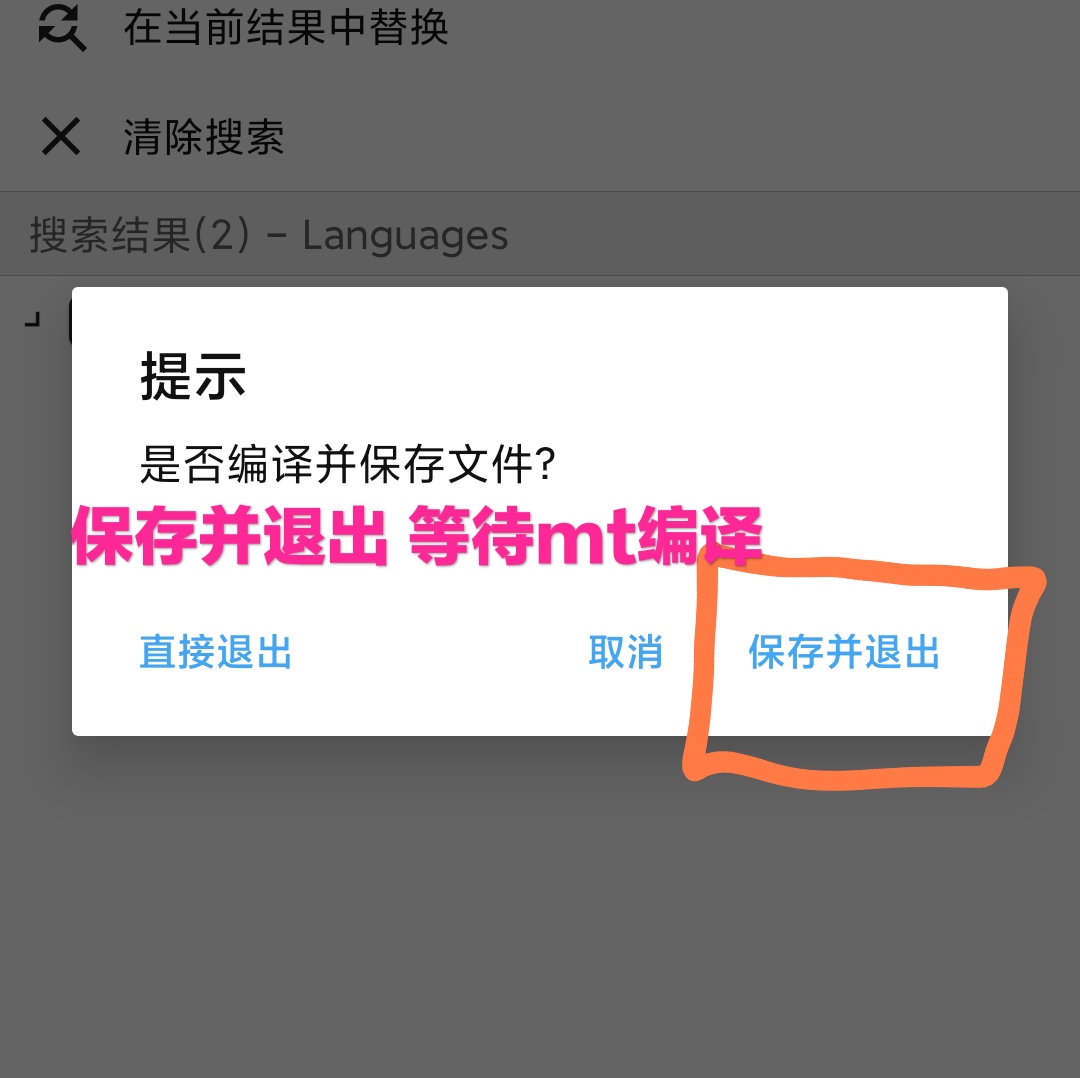 在当前结果中替换
清除搜索
搜索结果(2) – Languages
提示
是否编译并保存文件?
保存并退出 等待mt编译
直接退出 取消 保存并退出